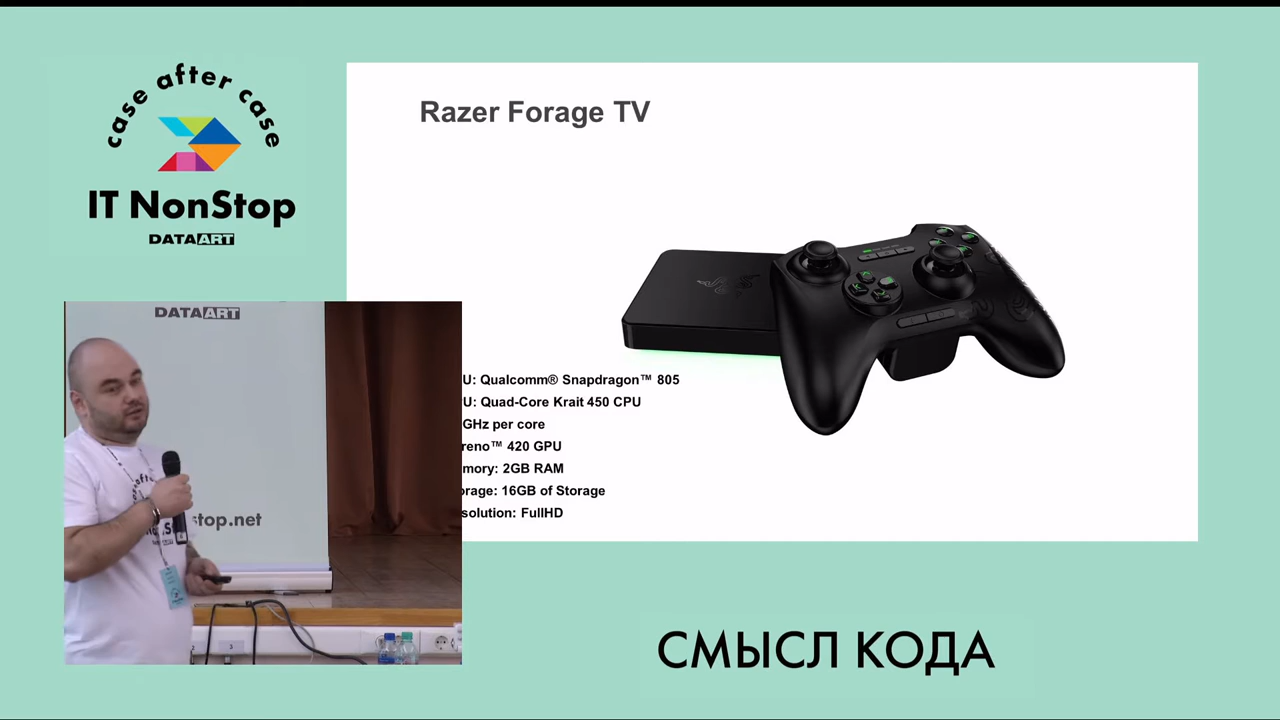 case after case
IT NonStop
DATAART
Razer Forage TV
DATAART
U: Qualcomm® Snapdragon™ 805
U: Quad-Core Krait 450 CPU
GHz per core
reno™ 420 GPU
mory: 2GB RAM
orage: 16GB of Storage
solution: FullHD
stop.net
СМЫСЛ КОДА